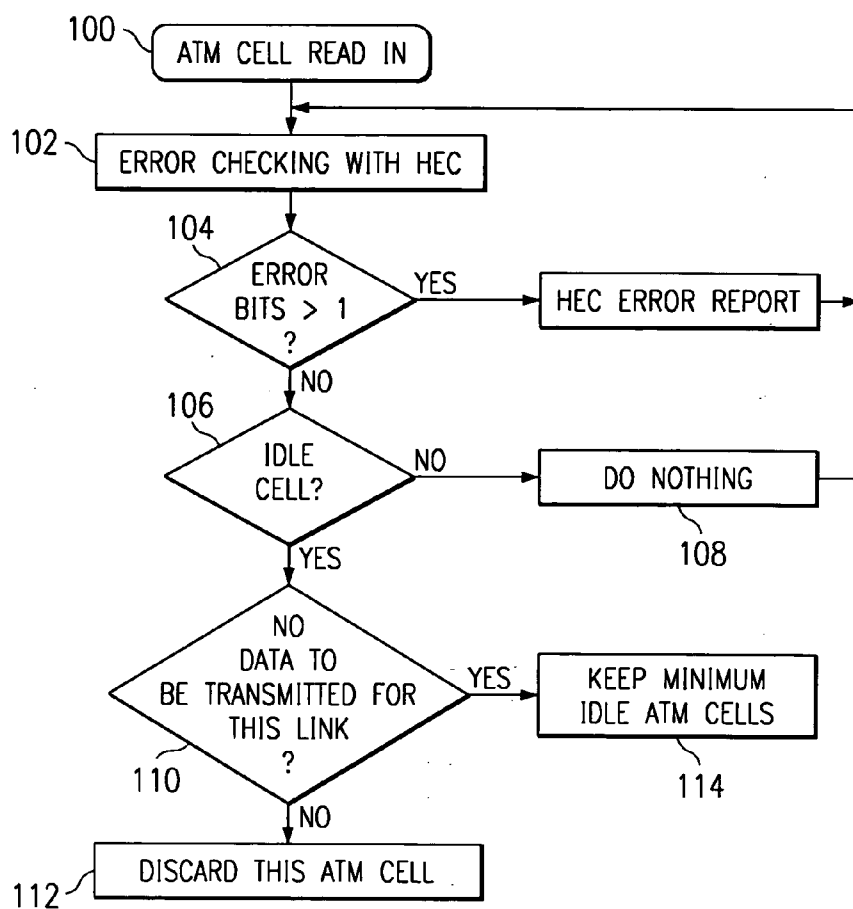 100
ATM CELL READ IN
102
ERROR CHECKING WITH HEC
104
ERROR
BITS > 1
?
YES
HEC ERROR REPORT
NO
106
IDLE
CELL?
NO
DO NOTHING
108
YES
NO
DATA TO
BE TRANSMITTED FOR
THIS LINK
?
YES
KEEP MINIMUM
IDLE ATM CELLS
110
114
NO
DISCARD THIS ATM CELL
112